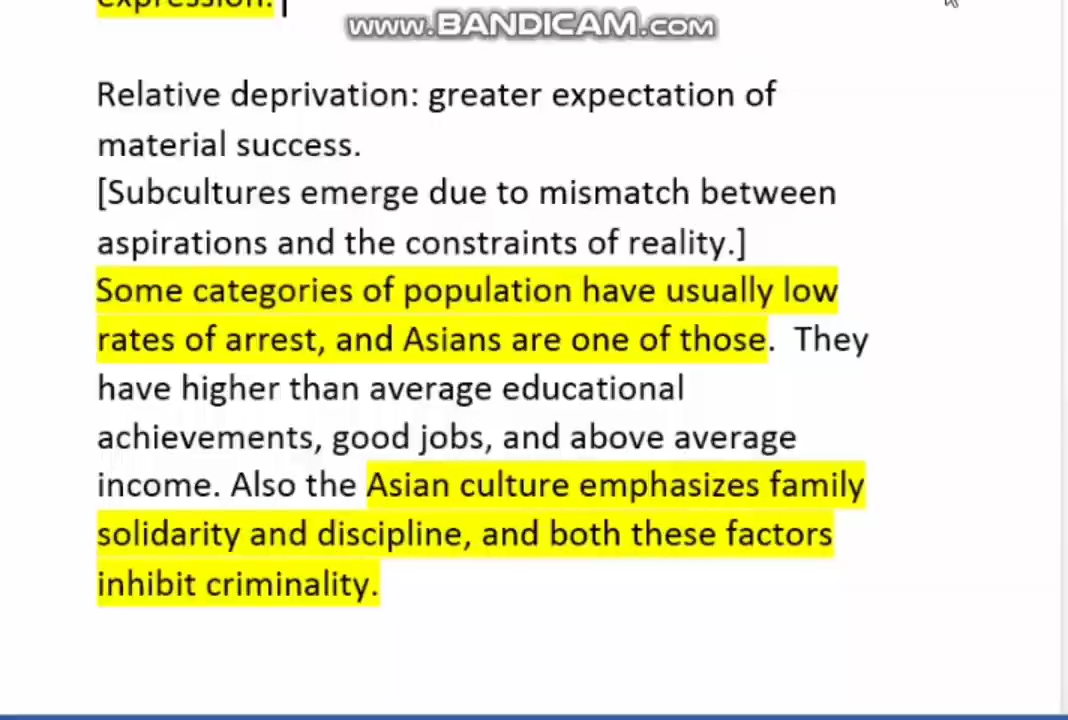 expression.
www.BANDICAM.com
Relative deprivation: greater expectation of
material success.
[Subcultures emerge due to mismatch between
aspirations and the constraints of reality.]
Some categories of population have usually low
rates of arrest, and Asians are one of those.  They
have higher than average educational
achievements, good jobs, and above average
income. Also the Asian culture emphasizes family
solidarity and discipline, and both these factors
inhibit criminality.